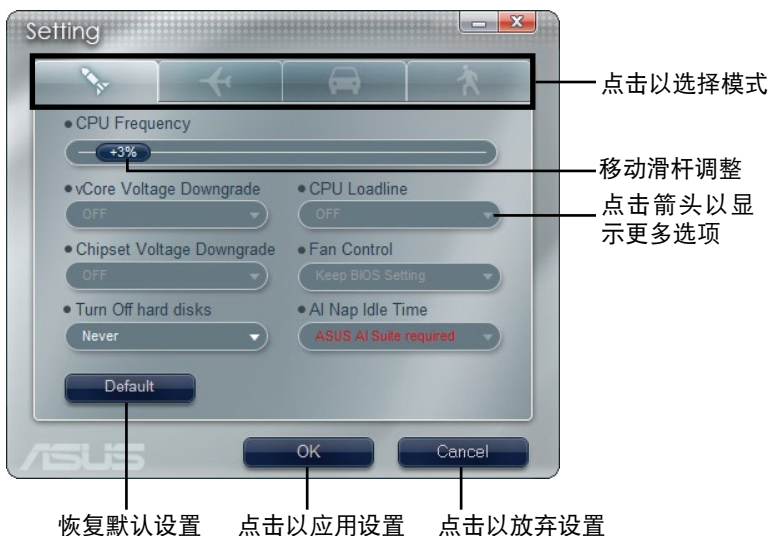 Setting
点击以选择模式
CPU Frequency
+3%
移动滑杆调整
vCore Voltage Downgrade
CPU Loadline
OFF
OFF
点击箭头以显
示更多选项
Chipset Voltage Downgrade
Fan Control
OFF
Keep BIOS Setting
Turn Off hard disks
AI Nap Idle Time
Never
ASUS AI Suite required
Default
ASUS
OK
Cancel
恢复默认设置
点击以应用设置
点击以放弃设置